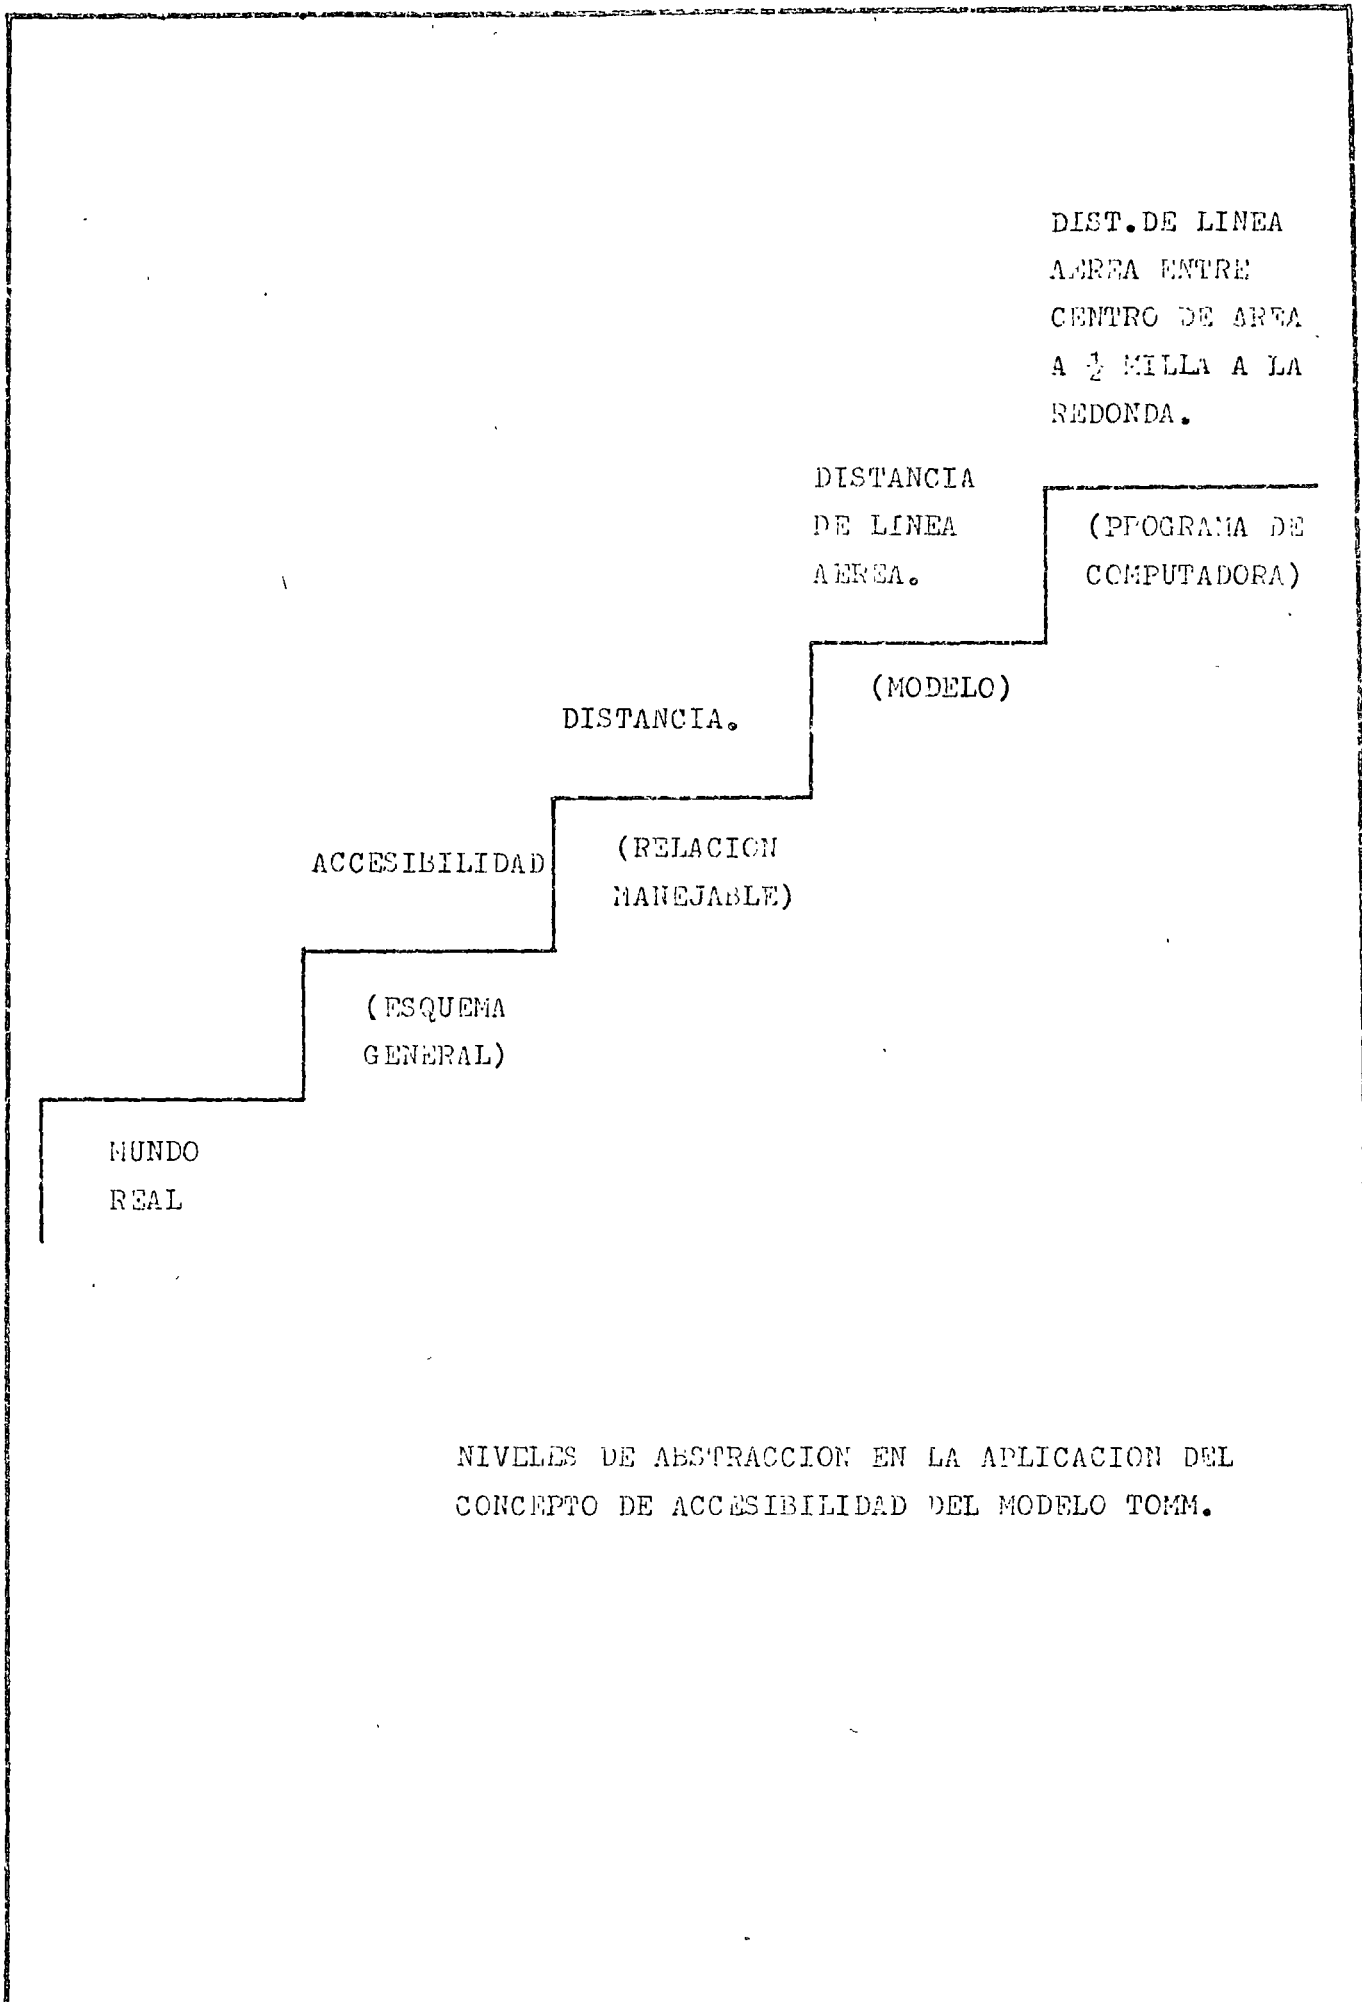 DIST.DE LINEA
AEREA ENTRE
CENTRO DE AREA
A ½ MILLA A LA
REDONDA.
DISTANCIA
DE LINEA
AEREA.
(PROGRAMA DE
COMPUTADORA)
(MODELO)
DISTANCIA.
ACCESIBILIDAD
(RELACION
MANEJABLE)
(ESQUEMA
GENERAL)
MUNDO
REAL
NIVELES DE ABSTRACCION EN LA APLICACION DEL
CONCEPTO DE ACCESIBILIDAD DEL MODELO TOMM.